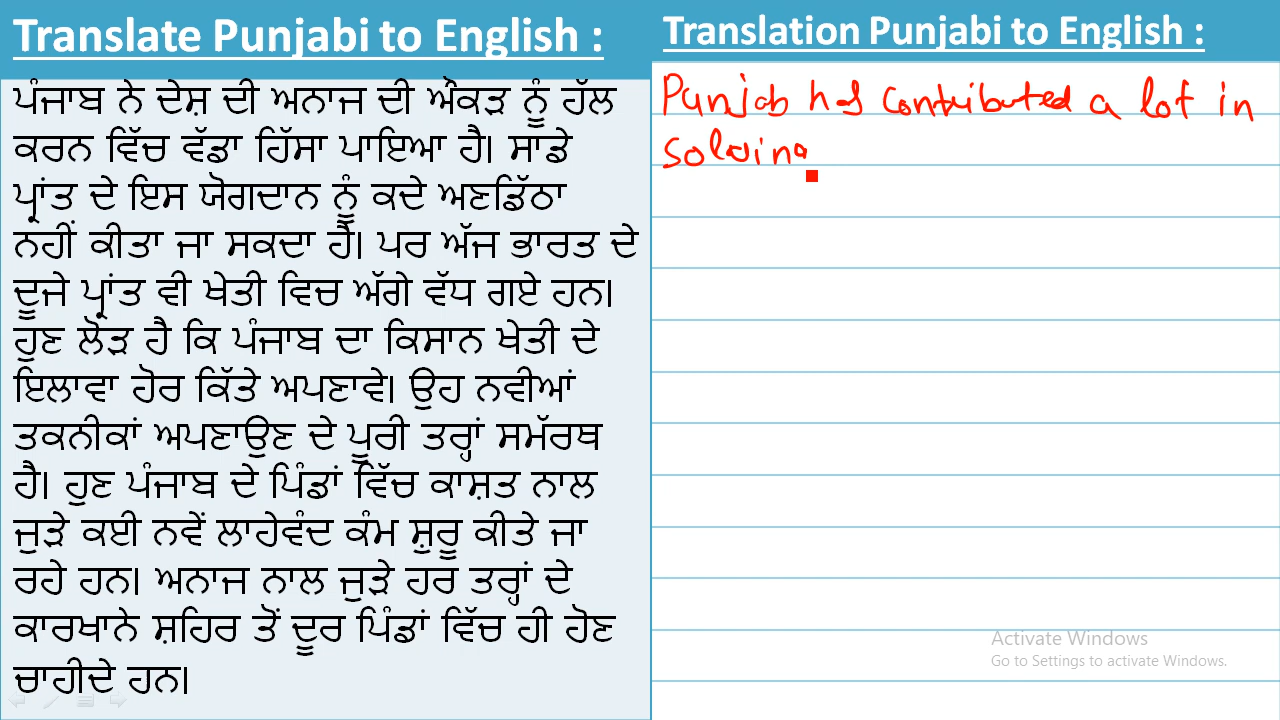 Translate Punjabi to English :
ਪੰਜਾਬ ਨੇ ਦੇਸ਼ ਦੀ ਅਨਾਜ ਦੀ ਔਕੜ ਨੂੰ ਹੱਲ
ਕਰਨ ਵਿੱਚ ਵੱਡਾ ਹਿੱਸਾ ਪਾਇਆ ਹੈ। ਸਾਡੇ
ਪ੍ਰਾਂਤ ਦੇ ਇਸ ਯੋਗਦਾਨ ਨੂੰ ਕਦੇ ਅਣਡਿੱਠਾ
ਨਹੀਂ ਕੀਤਾ ਜਾ ਸਕਦਾ ਹੈ। ਪਰ ਅੱਜ ਭਾਰਤ ਦੇ
ਦੂਜੇ ਪ੍ਰਾਂਤ ਵੀ ਖੇਤੀ ਵਿਚ ਅੱਗੇ ਵੱਧ ਗਏ ਹਨ।
ਹੁਣ ਲੋੜ ਹੈ ਕਿ ਪੰਜਾਬ ਦਾ ਕਿਸਾਨ ਖੇਤੀ ਦੇ
ਇਲਾਵਾ ਹੋਰ ਕਿੱਤੇ ਅਪਣਾਵੇ। ਉਹ ਨਵੀਆਂ
ਤਕਨੀਕਾਂ ਅਪਣਾਉਣ ਦੇ ਪੂਰੀ ਤਰ੍ਹਾਂ ਸਮੱਰਥ
ਹੈ। ਹੁਣ ਪੰਜਾਬ ਦੇ ਪਿੰਡਾਂ ਵਿੱਚ ਕਾਸ਼ਤ ਨਾਲ
ਜੁੜੇ ਕਈ ਨਵੇਂ ਲਾਹੇਵੰਦ ਕੰਮ ਸ਼ੁਰੂ ਕੀਤੇ ਜਾ
ਰਹੇ ਹਨ। ਅਨਾਜ ਨਾਲ ਜੁੜੇ ਹਰ ਤਰ੍ਹਾਂ ਦੇ
ਕਾਰਖਾਨੇ ਸ਼ਹਿਰ ਤੋਂ ਦੂਰ ਪਿੰਡਾਂ ਵਿੱਚ ਹੀ ਹੋਣ
ਚਾਹੀਦੇ ਹਨ।
Translation Punjabi to English :
Punjab has contributed a lot in
solving
Activate Windows
Go to Settings to activate Windows.